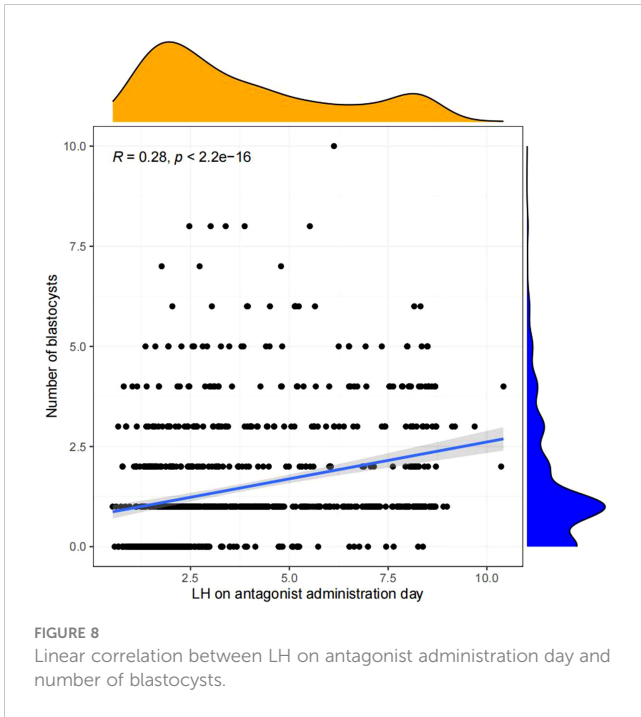 R = 0.28, p < 2.2e−16
10.0
7.5
5.0
2.5
0.0
Number of blastocysts
2.5 5.0 7.5 10.0
LH on antagonist administration day
FIGURE 8
Linear correlation between LH on antagonist administration day and
number of blastocysts.